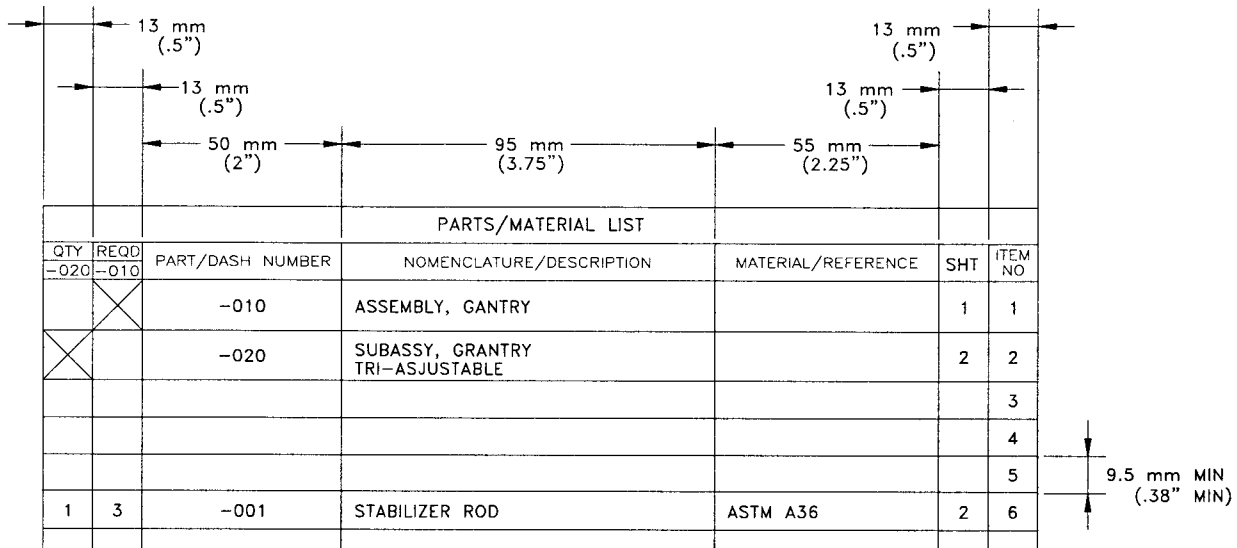 13 mm
(.5")
13 mm
(.5")
13 mm
(.5")
13 mm
(.5")
50 mm
(2")
95 mm
(3.75")
55 mm
(2.25")
PARTS/MATERIAL LIST
QTY REQD PART/DASH NUMBER NOMENCLATURE/DESCRIPTION MATERIAL/REFERENCE SHT ITEM NO
-020 -010
-010 ASSEMBLY, GANTRY 1 1
-020 SUBASSY, GRANTRY 2 2
TRI-ASJUSTABLE
3
4
5
9.5 mm MIN
(.38" MIN)
1 3 -001 STABILIZER ROD ASTM A36 2 6